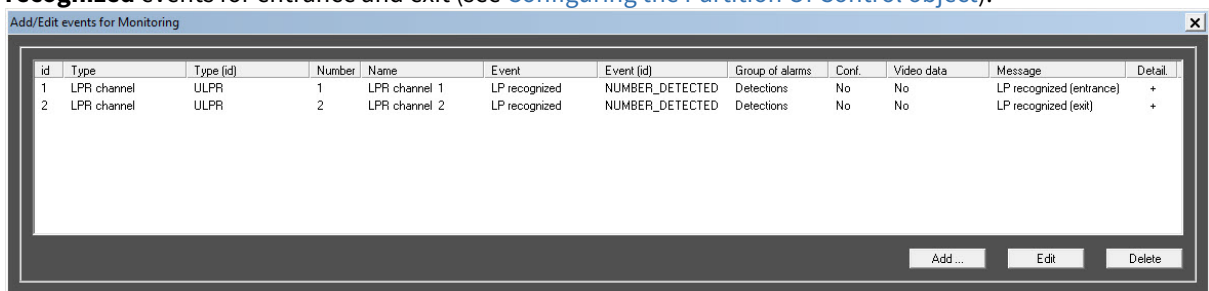 recognized events for entrance and exit (see Configuring the Partition Of Control object).
Add/Edit events for Monitoring
id Type Type (id) Number Name Event Event (id) Group of alarms Conf. Video data Message Detail.
1 LPR channel ULPR 1 LPR channel 1 LP recognized NUMBER_DETECTED Detections No No LP recognized (entrance) +
2 LPR channel ULPR 2 LPR channel 2 LP recognized NUMBER_DETECTED Detections No No LP recognized (exit) +
Add ... Edit Delete